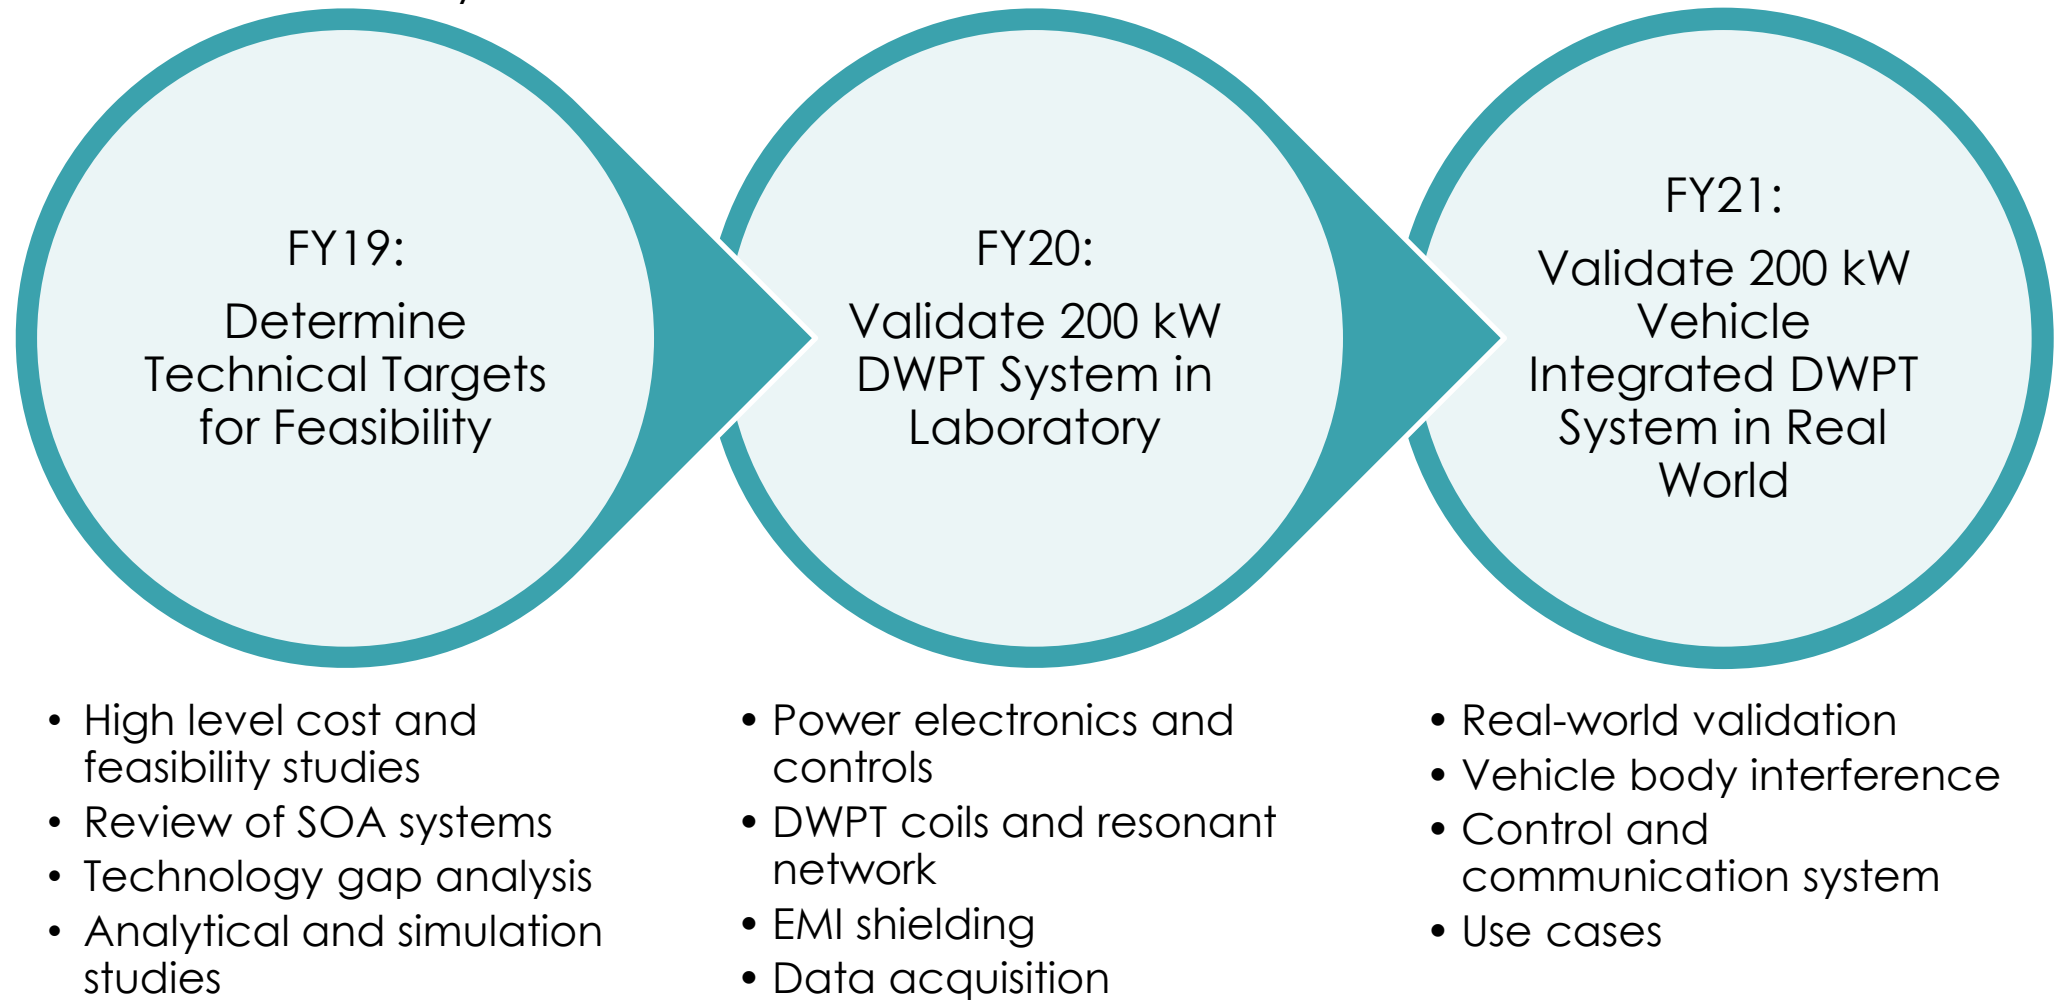 FY19:
Determine
Technical Targets
for Feasibility
FY20:
Validate 200 kW
DWPT System in
Laboratory
FY21:
Validate 200 kW
Vehicle
Integrated DWPT
System in Real
World
• High level cost and
feasibility studies
• Review of SOA systems
• Technology gap analysis
• Analytical and simulation
studies
• Power electronics and
controls
• DWPT coils and resonant
network
• EMI shielding
• Data acquisition
• Real-world validation
• Vehicle body interference
• Control and
communication system
• Use cases